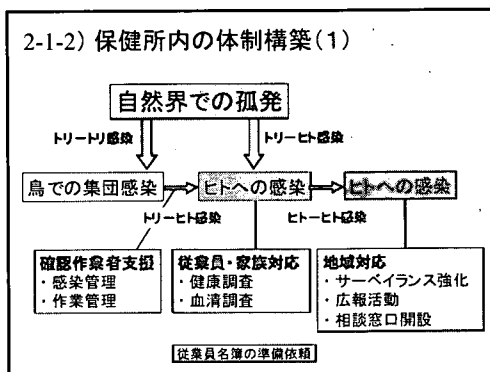 2-1-2) 保健所内の体制構築(1)
自然界での孤発
トリートリ感染
トリーヒト感染
鳥での集団感染
ヒトへの感染
ヒトへの感染
トリーヒト感染
ヒトーヒト感染
確認作業者支援
・感染管理
・作業管理
従業員・家族対応
・健康調査
・血清調査
地域対応
・サーベイランス強化
・広報活動
・相談窓口開設
従業員名簿の準備依頼